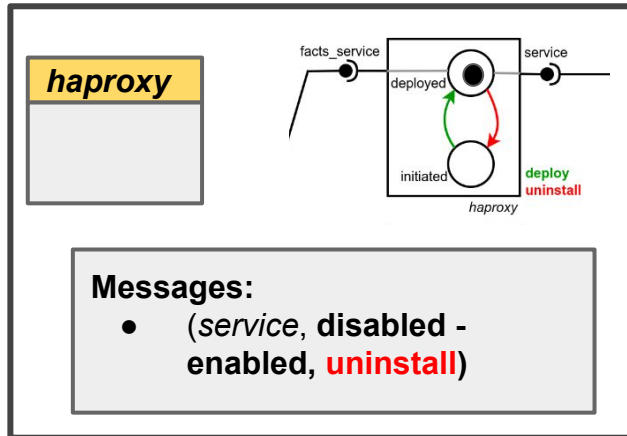 haproxy
facts_service
service
deployed
initiated
deploy
uninstall
haproxy
Messages:
● (service, disabled -
enabled, uninstall)